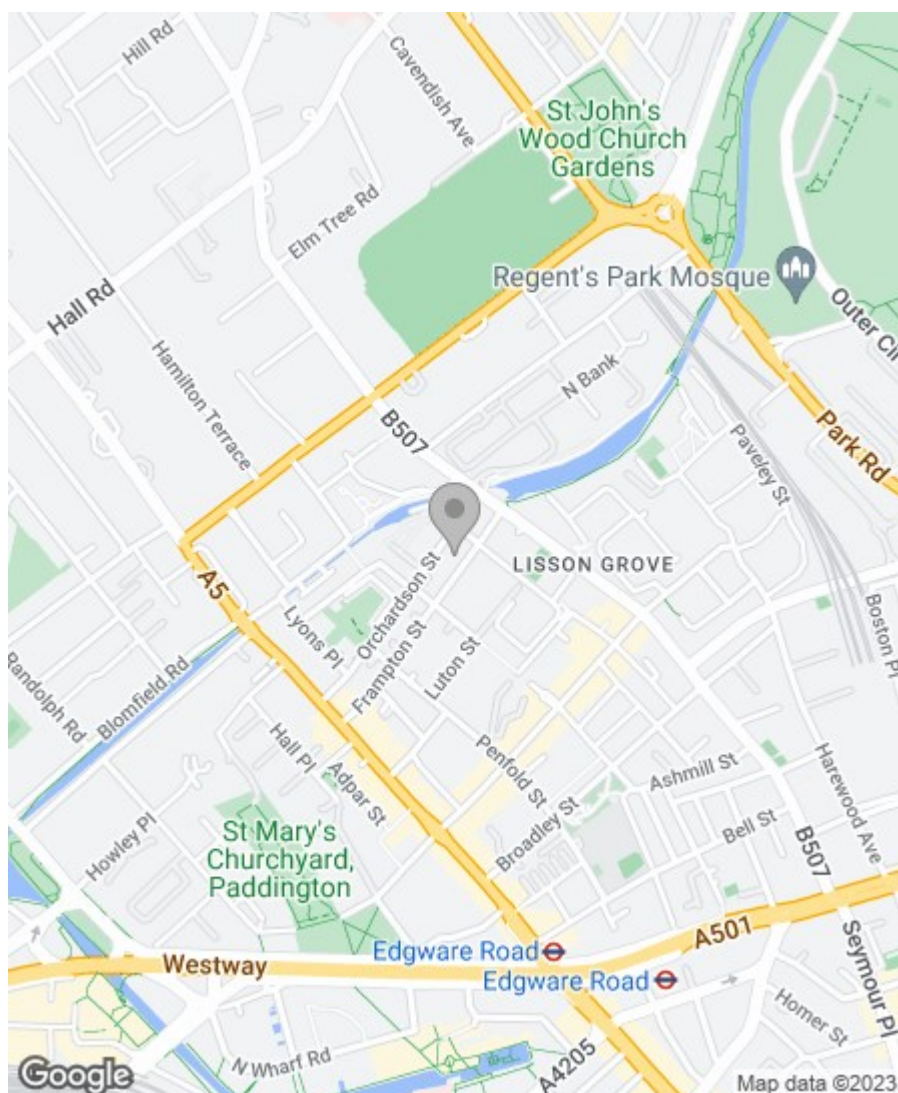 Hill Rd
Cavendish Ave
St John's
Wood Church
Gardens
Elm Tree Rd
Regent's Park Mosque
Hall Rd
Outer Cir
Hamilton Terrace
N Bank
B507
Park Rd
Paveley St
LISSON GROVE
A5
Orchardson St
Lyons Pl
Frampton St
Luton St
Boston Pl
Randolph Rd
Blomfield Rd
Hall Pl
Adpar St
Penfold St
Ashmill St
Harewood Ave
Broadley St
Bell St
Howley Pl
St Mary's
Churchyard,
Paddington
B507
A501
Edgware Road
Westway
Edgware Road
Seymour Pl
Homer St
N Wharf Rd
A4205
Google
Map data ©2023